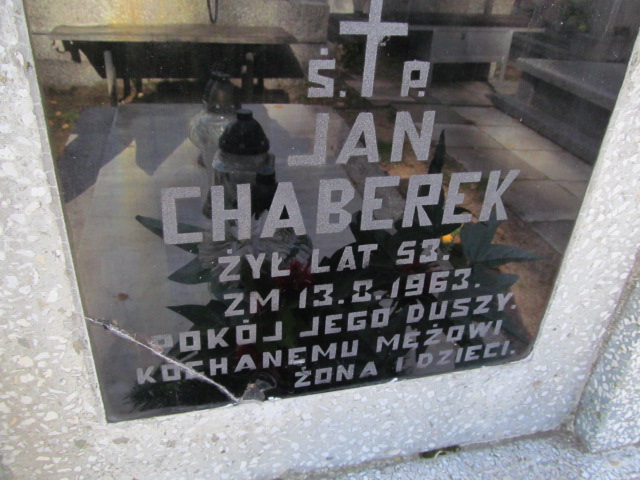 Ś. P.
JAN
CHABEREK
ŻYŁ LAT 53.
ZM 13.8.1963.
POKÓJ JEGO DUSZY.
KOCHANEMU MĘŻOWI
ŻONA I DZIECI.